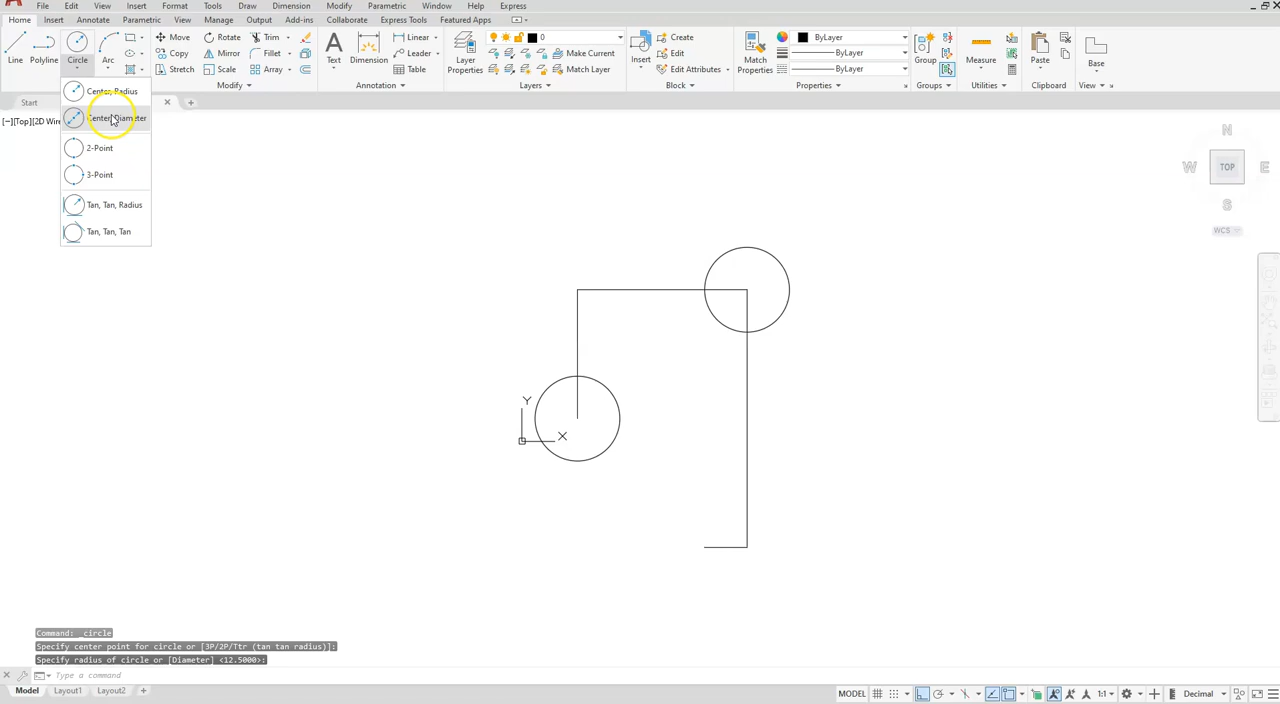 File Edit View Insert Format Tools Draw Dimension Modify Parametric Window Help Express
Home Insert Annotate Parametric View Manage Output Add-ins Collaborate Express Tools Featured Apps
Line Polyline Circle Arc
Move Rotate Trim
Copy Mirror Fillet
Stretch Scale Array
Modify
Text Dimension
Linear
Leader
Table
Annotation
Layer Properties
0
Make Current
Match Layer
Layers
Insert
Create
Edit
Edit Attributes
Block
Match Properties
ByLayer
ByLayer
ByLayer
Properties
Group
Groups
Measure
Utilities
Paste
Clipboard
Base
Start
[−][Top][2D Wire
Center, Radius
Center, Diameter
2-Point
3-Point
Tan, Tan, Radius
Tan, Tan, Tan
N
W TOP E
S
WCS
Y
X
Command: _circle
Specify center point for circle or [3P/2P/Ttr (tan tan radius)]:
Specify radius of circle or [Diameter] <12.5000>:
Type a command
Model Layout1 Layout2
MODEL 1:1 Decimal